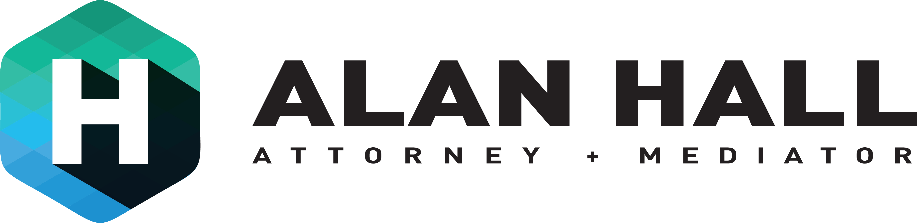 H
ALAN HALL
ATTORNEY + MEDIATOR